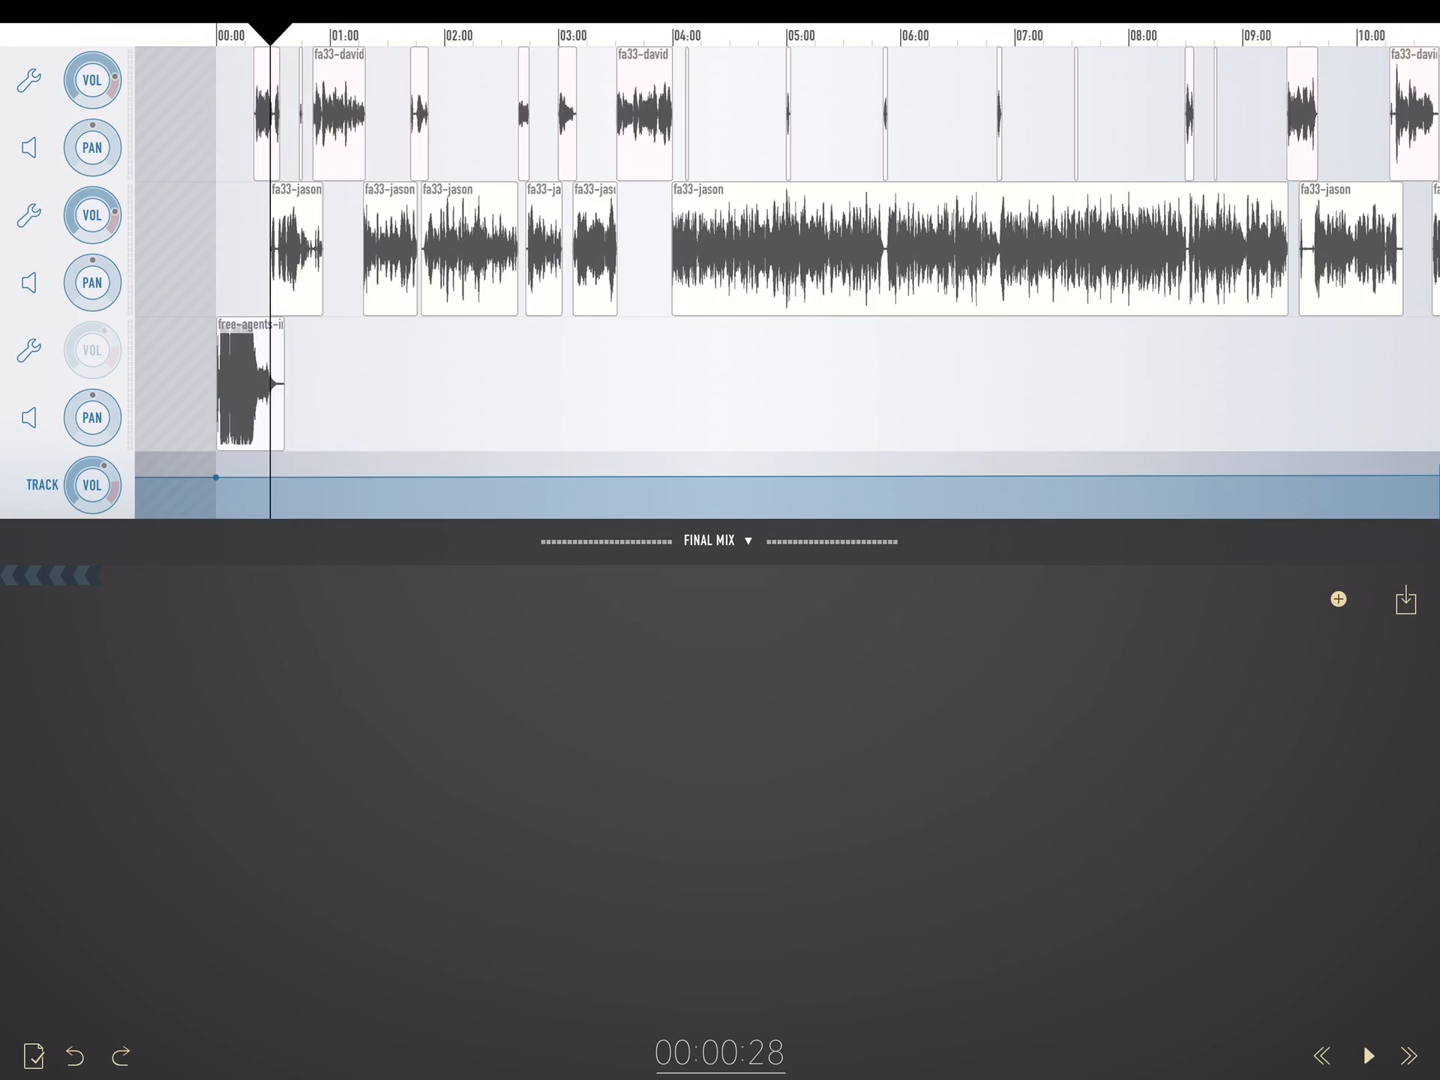 00:00 01:00 02:00 03:00 04:00 05:00 06:00 07:00 08:00 09:00 10:00
VOL fa33-david fa33-david fa33-davi
PAN
fa33-jason fa33-jason fa33-jason fa33-ja fa33-jas fa33-jason fa33-jason
VOL
PAN
free-agents-i
VOL
PAN
TRACK VOL
FINAL MIX
00:00:28